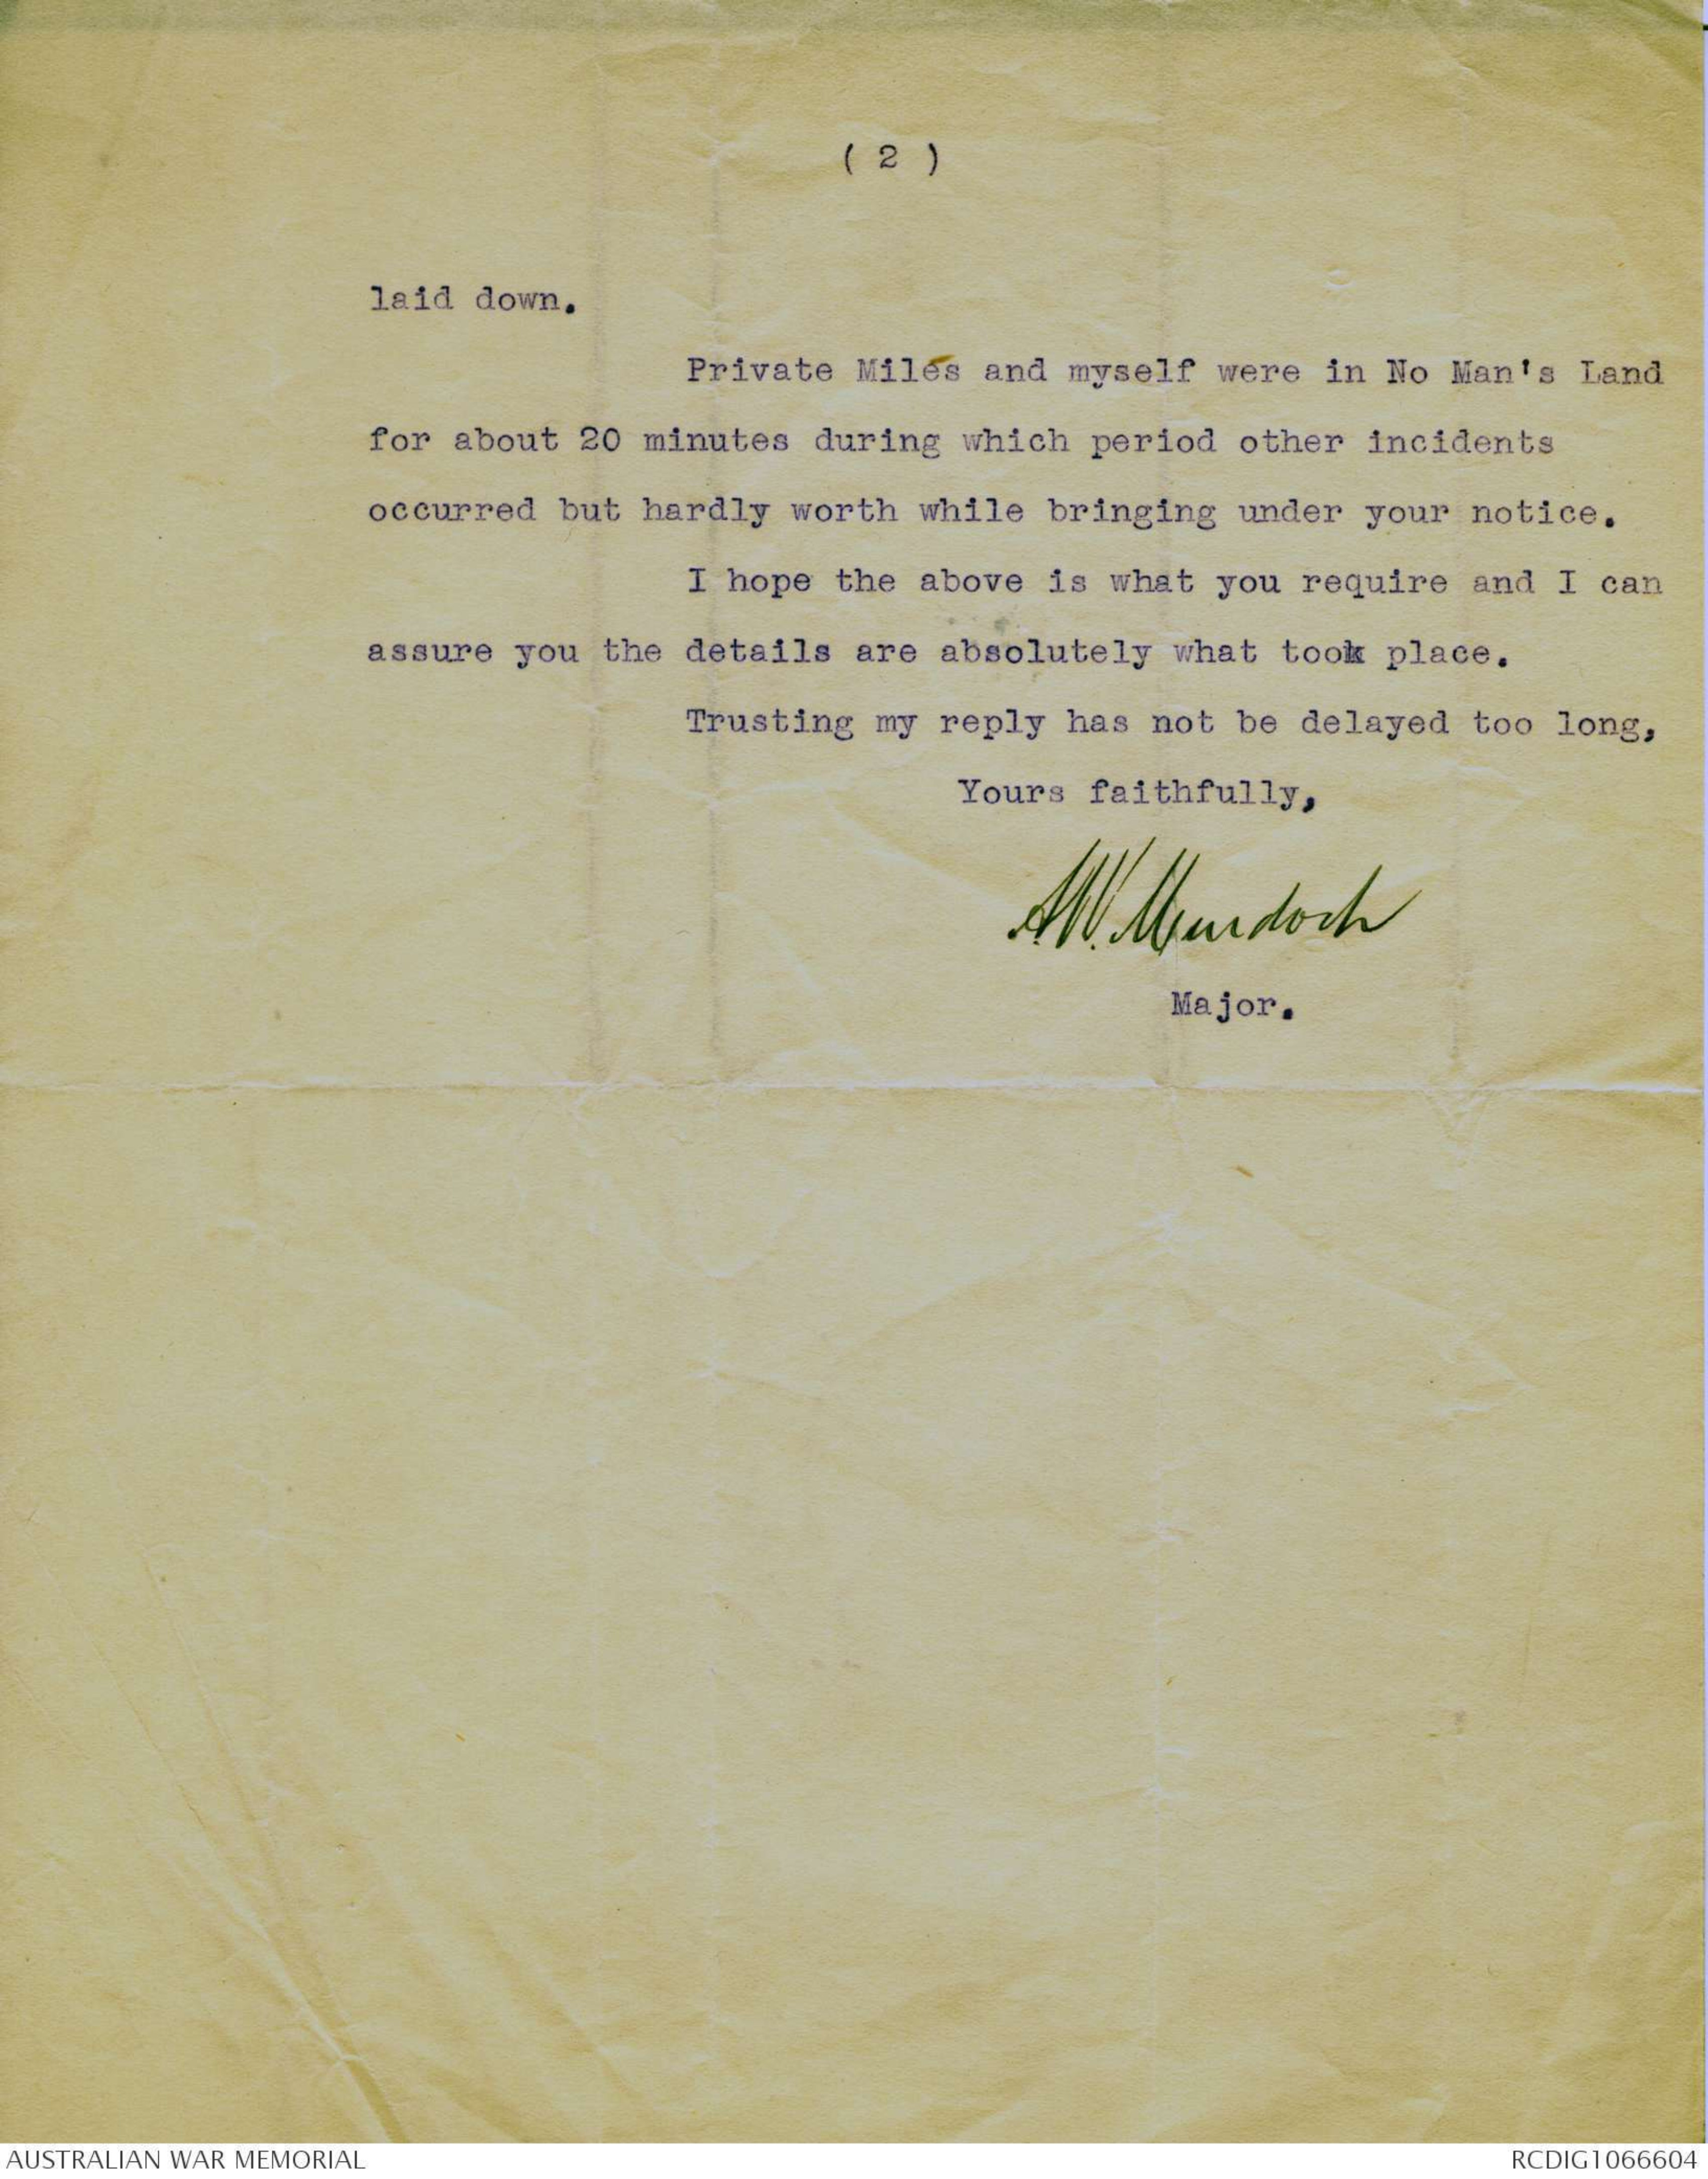 ( 2 )
laid down.
Private Miles and myself were in No Man's Land
for about 20 minutes during which period other incidents
occurred but hardly worth while bringing under your notice.
I hope the above is what you require and I can
assure you the details are absolutely what took place.
Trusting my reply has not be delayed too long,
Yours faithfully,
A.W. Murdoch
Major.
AUSTRALIAN WAR MEMORIAL
RCDIG1066604